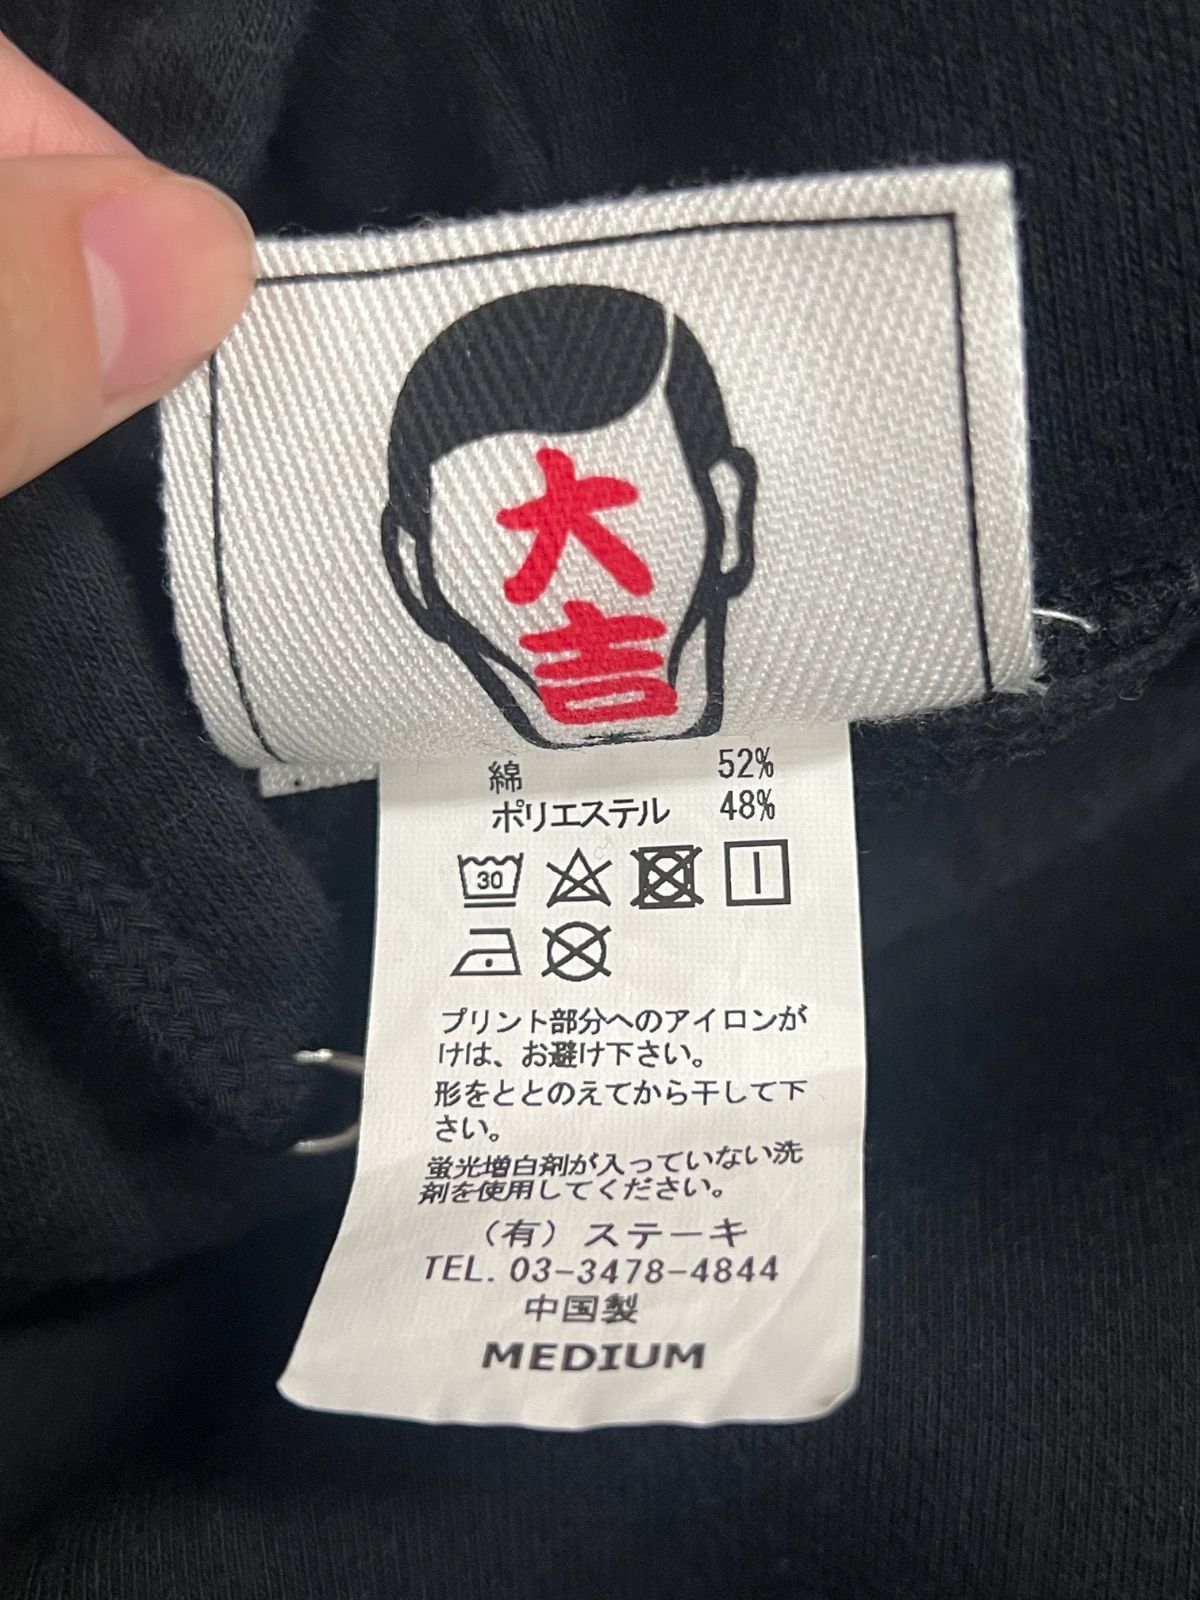 大吉
綿 52%
ポリエステル 48%
30
プリント部分へのアイロンが
けは、お避け下さい。
形をととのえてから干して下
さい。
蛍光増白剤が入っていない洗
剤を使用してください。
（有）ステーキ
TEL. 03-3478-4844
中国製
MEDIUM